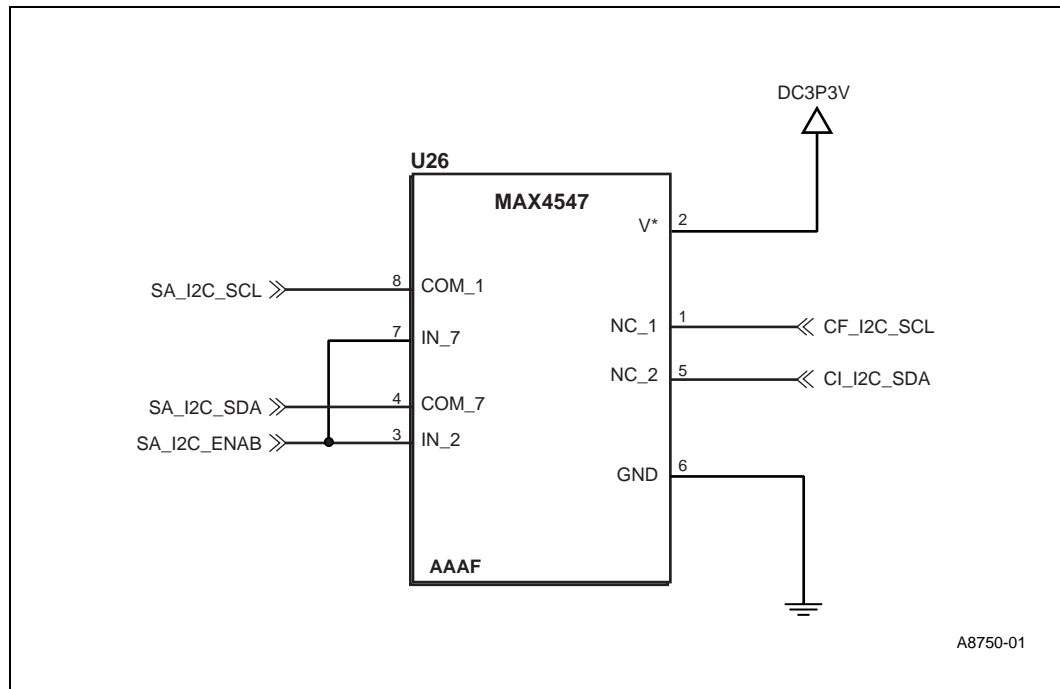 DC3P3V
U26
MAX4547
V* 2
SA_I2C_SCL 8 COM_1
7 IN_7
NC_1 1 CF_I2C_SCL
NC_2 5 CI_I2C_SDA
SA_I2C_SDA 4 COM_7
SA_I2C_ENAB 3 IN_2
GND 6
AAAF
A8750-01